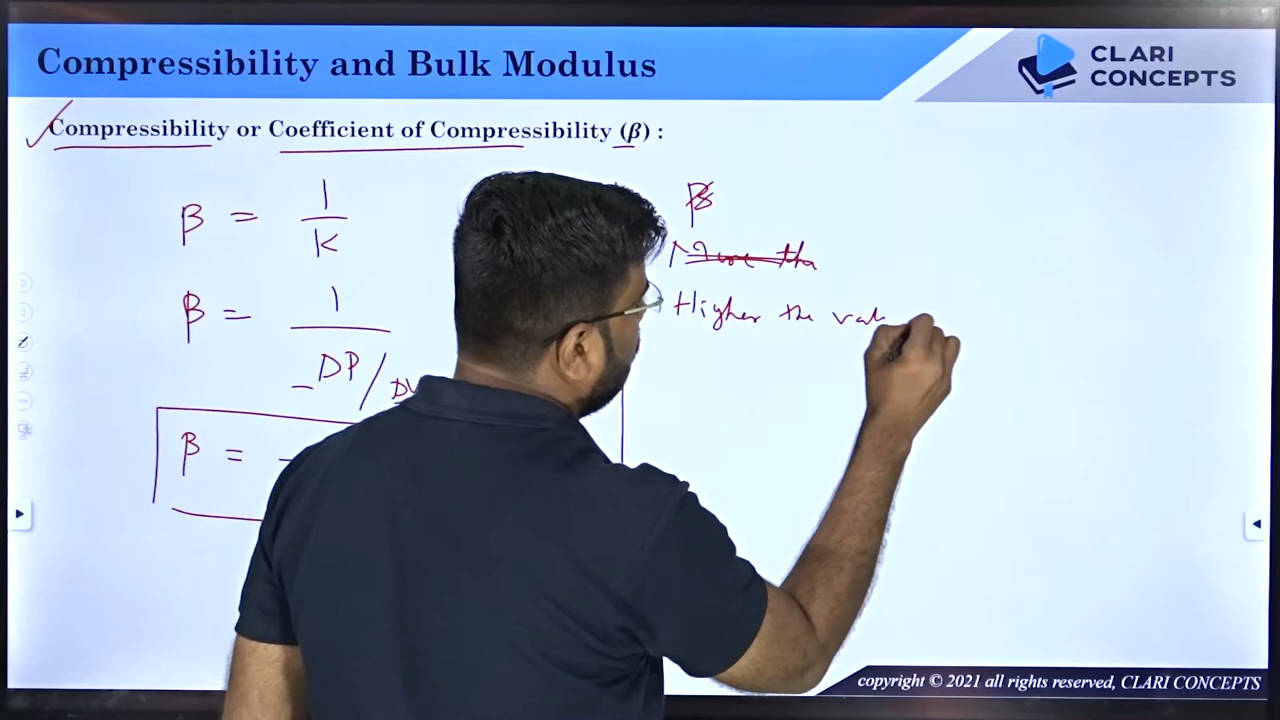 Compressibility and Bulk Modulus
CLARI
CONCEPTS
Compressibility or Coefficient of Compressibility (β) :
β = 1/K
β = 1
-DP/
β = -
β
Higher the val
copyright © 2021 all rights reserved, CLARI CONCEPTS